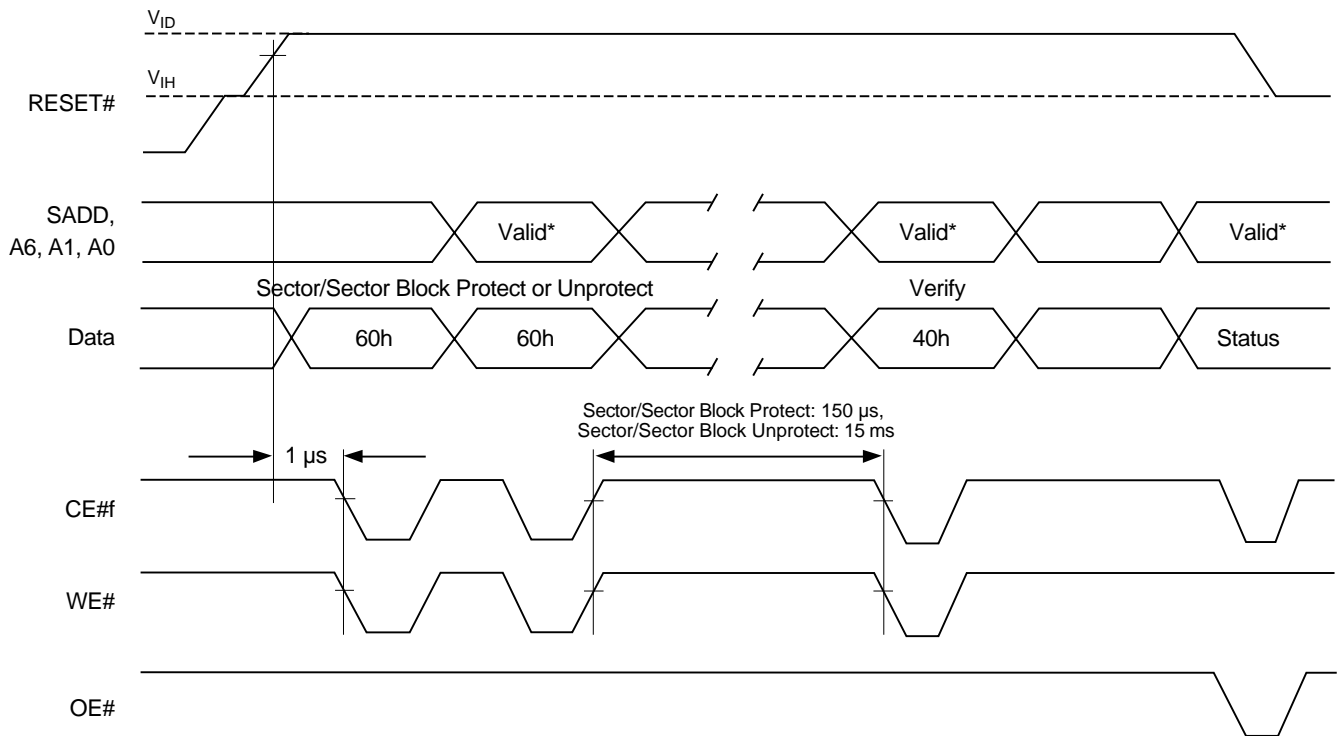 VID
VIH
RESET#
SADD,
A6, A1, A0
Valid*
Valid*
Valid*
Sector/Sector Block Protect or Unprotect
Verify
Data
60h
60h
40h
Status
Sector/Sector Block Protect: 150 µs,
Sector/Sector Block Unprotect: 15 ms
1 µs
CE#f
WE#
OE#